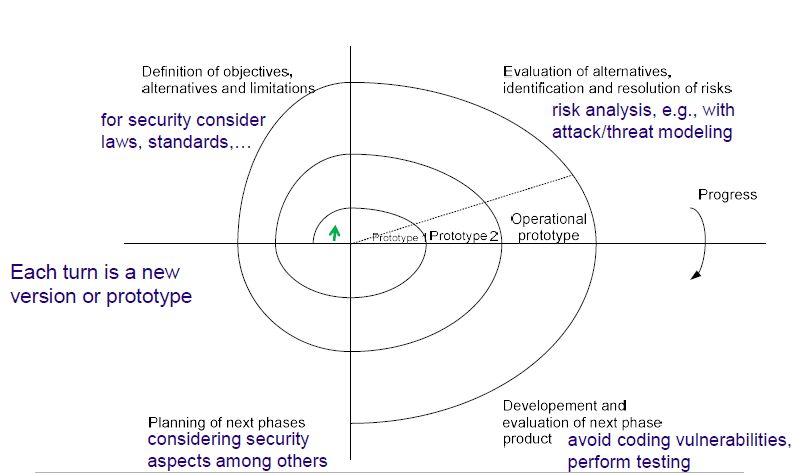 Definition of objectives,
alternatives and limitations
for security consider
laws, standards,...
Evaluation of alternatives,
identification and resolution of risks
risk analysis, e.g., with
attack/threat modeling
Progress
Operational
prototype
Prototype 1
Prototype 2
Each turn is a new
version or prototype
Planning of next phases
considering security
aspects among others
Developement and
evaluation of next phase
product
avoid coding vulnerabilities,
perform testing